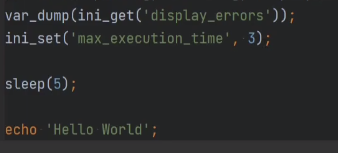 var_dump(ini_get('display_errors'));
ini_set('max_execution_time', 3);
sleep(5);
echo 'Hello World';